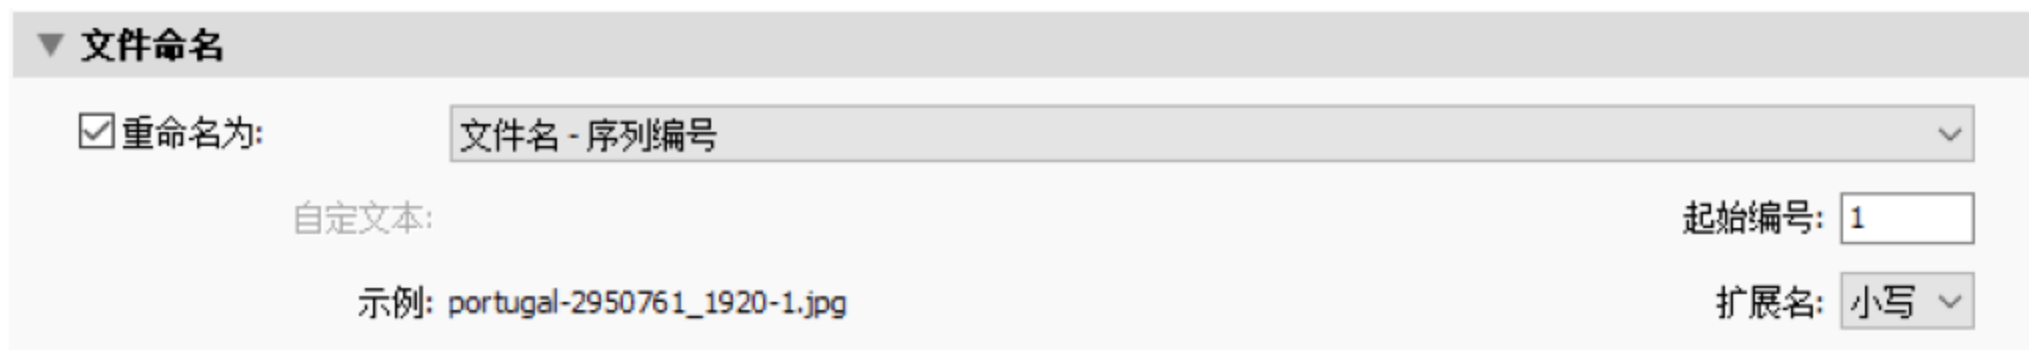 文件命名
重命名为: 文件名 - 序列编号
自定文本: 起始编号: 1
示例: portugal-2950761_1920-1.jpg 扩展名: 小写